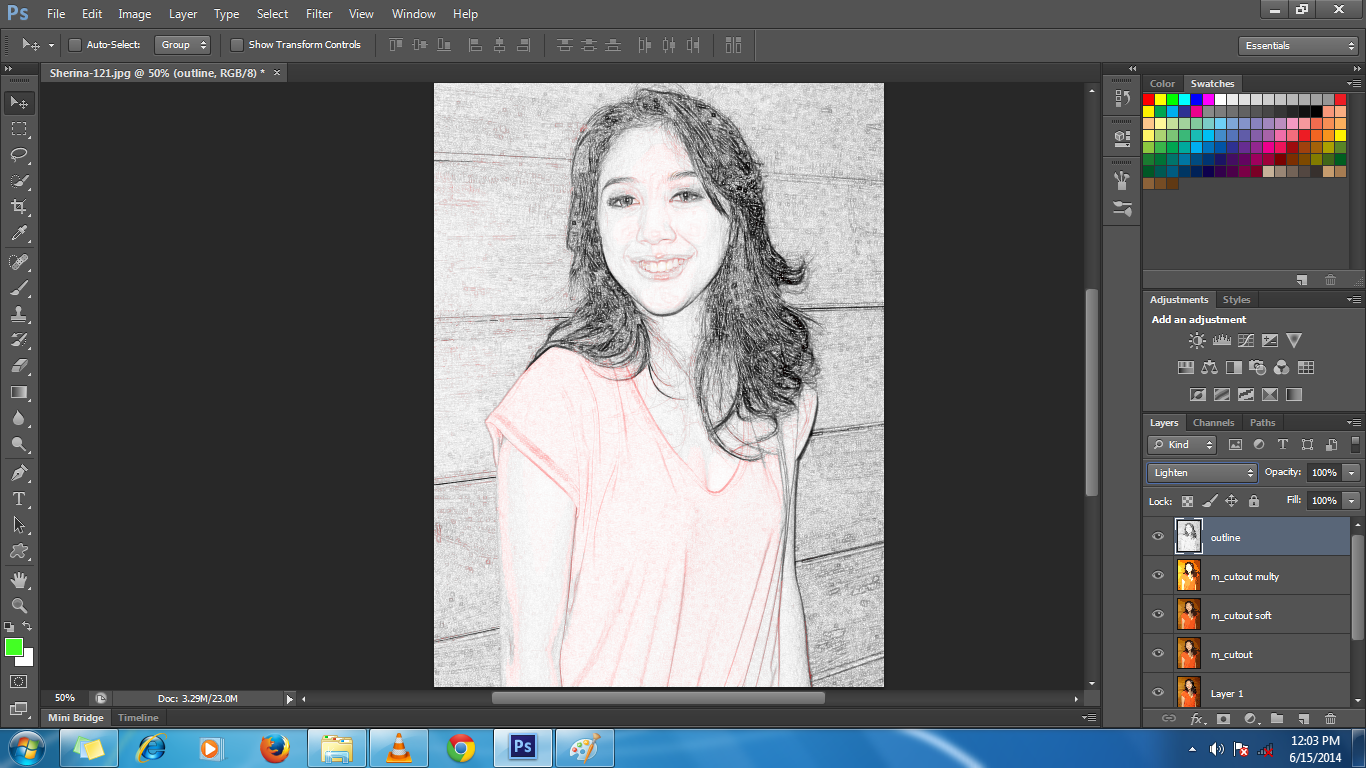 Ps File Edit Image Layer Type Select Filter View Window Help
Auto-Select: Group Show Transform Controls Essentials
Sherina-121.jpg @ 50% (outline, RGB/8) * ×
Color Swatches
Adjustments Styles
Add an adjustment
Layers Channels Paths
Kind
Lighten Opacity: 100%
Lock: Fill: 100%
outline
m_cutout multy
m_cutout soft
m_cutout
Layer 1
50% Doc: 3.29M/23.0M
Mini Bridge Timeline
fx
Ps
12:03 PM
6/15/2014